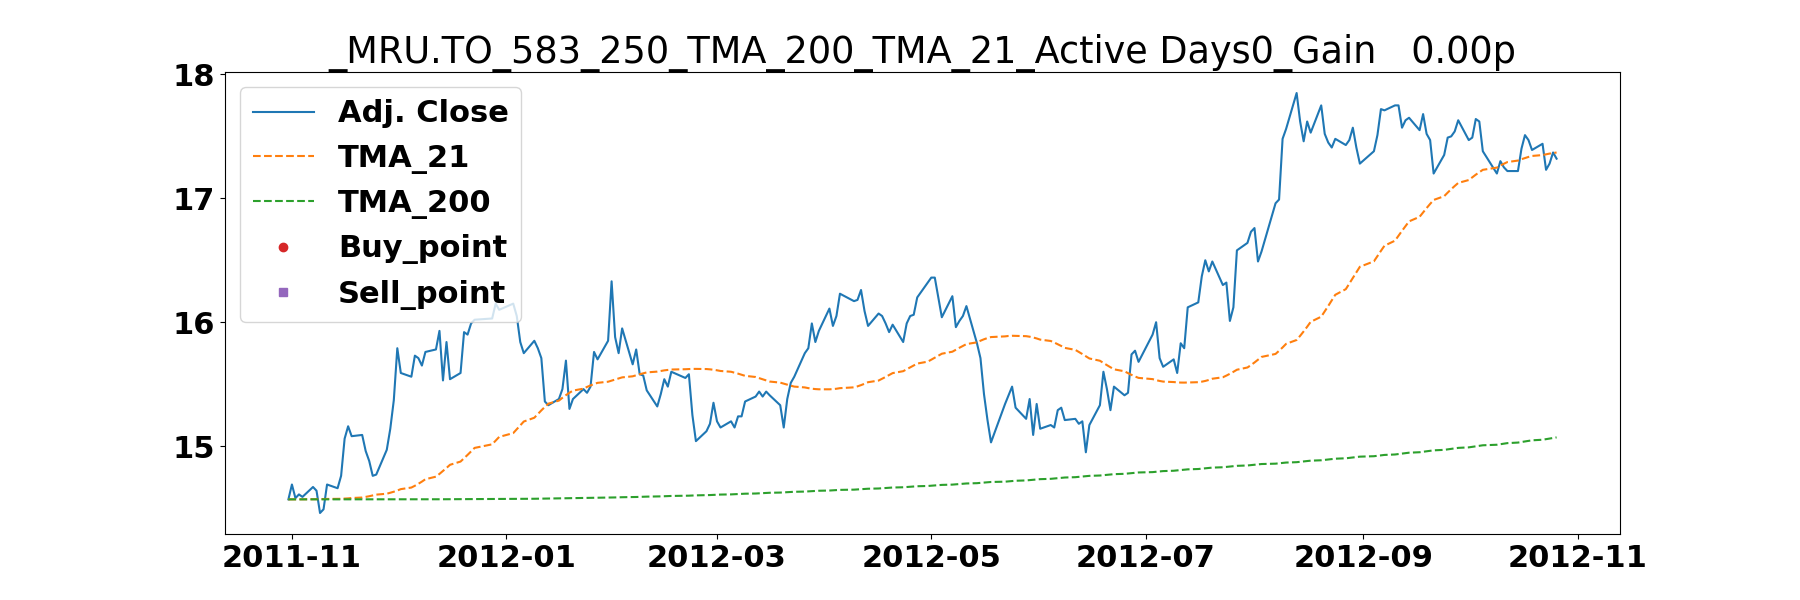 _MRU.TO_583_250_TMA_200_TMA_21_Active Days0_Gain   0.00p
18
17
16
15
Adj. Close
TMA_21
TMA_200
Buy_point
Sell_point
2011-11 2012-01 2012-03 2012-05 2012-07 2012-09 2012-11